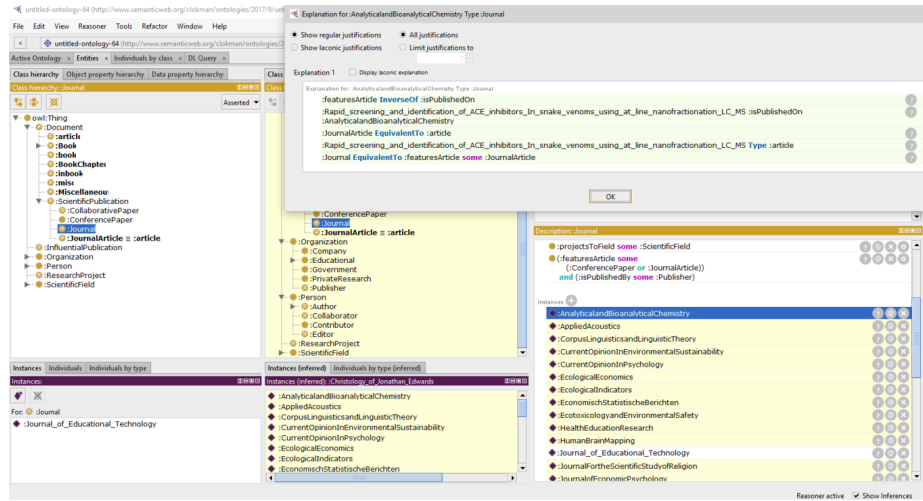 untitled-ontology-64 (http://www.semanticweb.org/clokman/ontologies/2017/9/unt
File Edit View Reasoner Tools Refactor Window Help
untitled-ontology-64 (http://www.semanticweb.org/clokman/ontologies/2
Active Ontology × Entities × Individuals by class × DL Query ×
Class hierarchy Object property hierarchy Data property hierarchy
Class hierarchy: :Journal
Asserted
owl:Thing
:Document
:article
:Book
:book
:BookChapter
:inbook
:misc
:Miscellaneou
:ScientificPublication
:CollaborativePaper
:ConferencePaper
:Journal
:JournalArticle ≡ :article
:InfluentialPublication
:Organization
:Person
:ResearchProject
:ScientificField
Class
Class
:ConferencePaper
:Journal
:JournalArticle ≡ :article
:Organization
:Company
:Educational
:Government
:PrivateResearch
:Publisher
:Person
:Author
:Collaborator
:Contributor
:Editor
:ResearchProject
:ScientificField
Explanation for :AnalyticalandBioanalyticalChemistry Type :Journal
Show regular justifications All justifications
Show laconic justifications Limit justifications to
2
Explanation 1 Display laconic explanation
Explanation for: :AnalyticalandBioanalyticalChemistry Type :Journal
:featuresArticle InverseOf :isPublishedOn
:Rapid_screening_and_identification_of_ACE_inhibitors_In_snake_venoms_using_at_line_nanofractionation_LC_MS :isPublishedOn
:AnalyticalandBioanalyticalChemistry
:JournalArticle EquivalentTo :article
:Rapid_screening_and_identification_of_ACE_inhibitors_In_snake_venoms_using_at_line_nanofractionation_LC_MS Type :article
:Journal EquivalentTo :featuresArticle some :JournalArticle
OK
Description: :Journal
:projectsToField some :ScientificField
(:featuresArticle some
(:ConferencePaper or :JournalArticle))
and (:isPublishedBy some :Publisher)
Instances
:AnalyticalandBioanalyticalChemistry
:AppliedAcoustics
:CorpusLinguisticsandLinguisticTheory
:CurrentOpinionInEnvironmentalSustainability
:CurrentOpinionInPsychology
:EcologicalEconomics
:EcologicalIndicators
:EconomischStatistischeBerichten
:EcotoxicologyandEnvironmentalSafety
:HealthEducationResearch
:HumanBrainMapping
:Journal_of_Educational_Technology
:JournalFortheScientificStudyofReligion
:JournalofEconomicPsychology
Instances Individuals Individuals by type
Instances:
For: :Journal
:Journal_of_Educational_Technology
Instances (inferred) Individuals by type (inferred)
Instances (inferred): :Christology_of_Jonathan_Edwards
:AnalyticalandBioanalyticalChemistry
:AppliedAcoustics
:CorpusLinguisticsandLinguisticTheory
:CurrentOpinionInEnvironmentalSustainability
:CurrentOpinionInPsychology
:EcologicalEconomics
:EcologicalIndicators
:EconomischStatistischeBerichten
Reasoner active Show Inferences